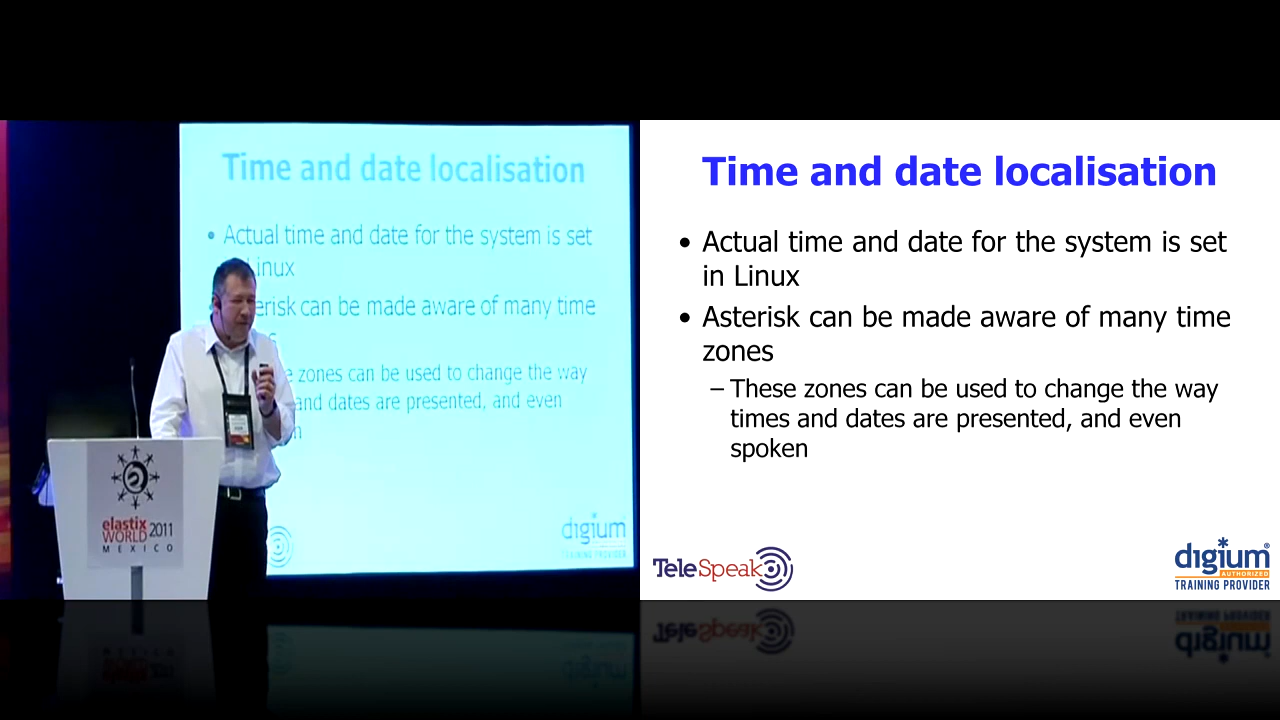 Time and date localisation
Actual time and date for the system is set
Linux
erisk can be made aware of many time
e zones can be used to change the way
and dates are presented, and even
digium
TRAINING PROVIDER
elastix
WORLD 2011
MEXICO
Time and date localisation
• Actual time and date for the system is set
in Linux
• Asterisk can be made aware of many time
zones
– These zones can be used to change the way
times and dates are presented, and even
spoken
TeleSpeak
digium®
AUTHORIZED
TRAINING PROVIDER